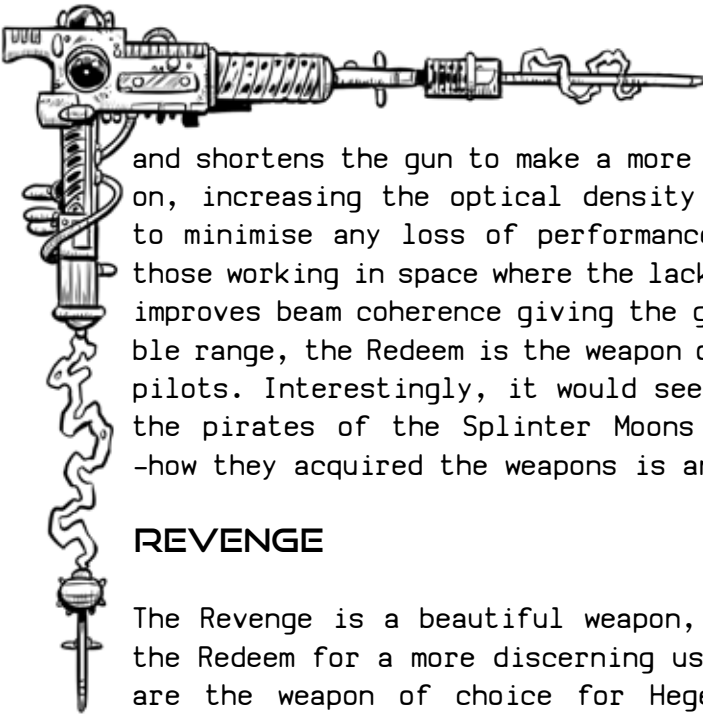 and shortens the gun to make a more
on, increasing the optical density
to minimise any loss of performance
those working in space where the lack
improves beam coherence giving the
ble range, the Redeem is the weapon
pilots. Interestingly, it would
the pirates of the Splinter Moons
-how they acquired the weapons is
REVENGE
The Revenge is a beautiful weapon,
the Redeem for a more discerning
are the weapon of choice for